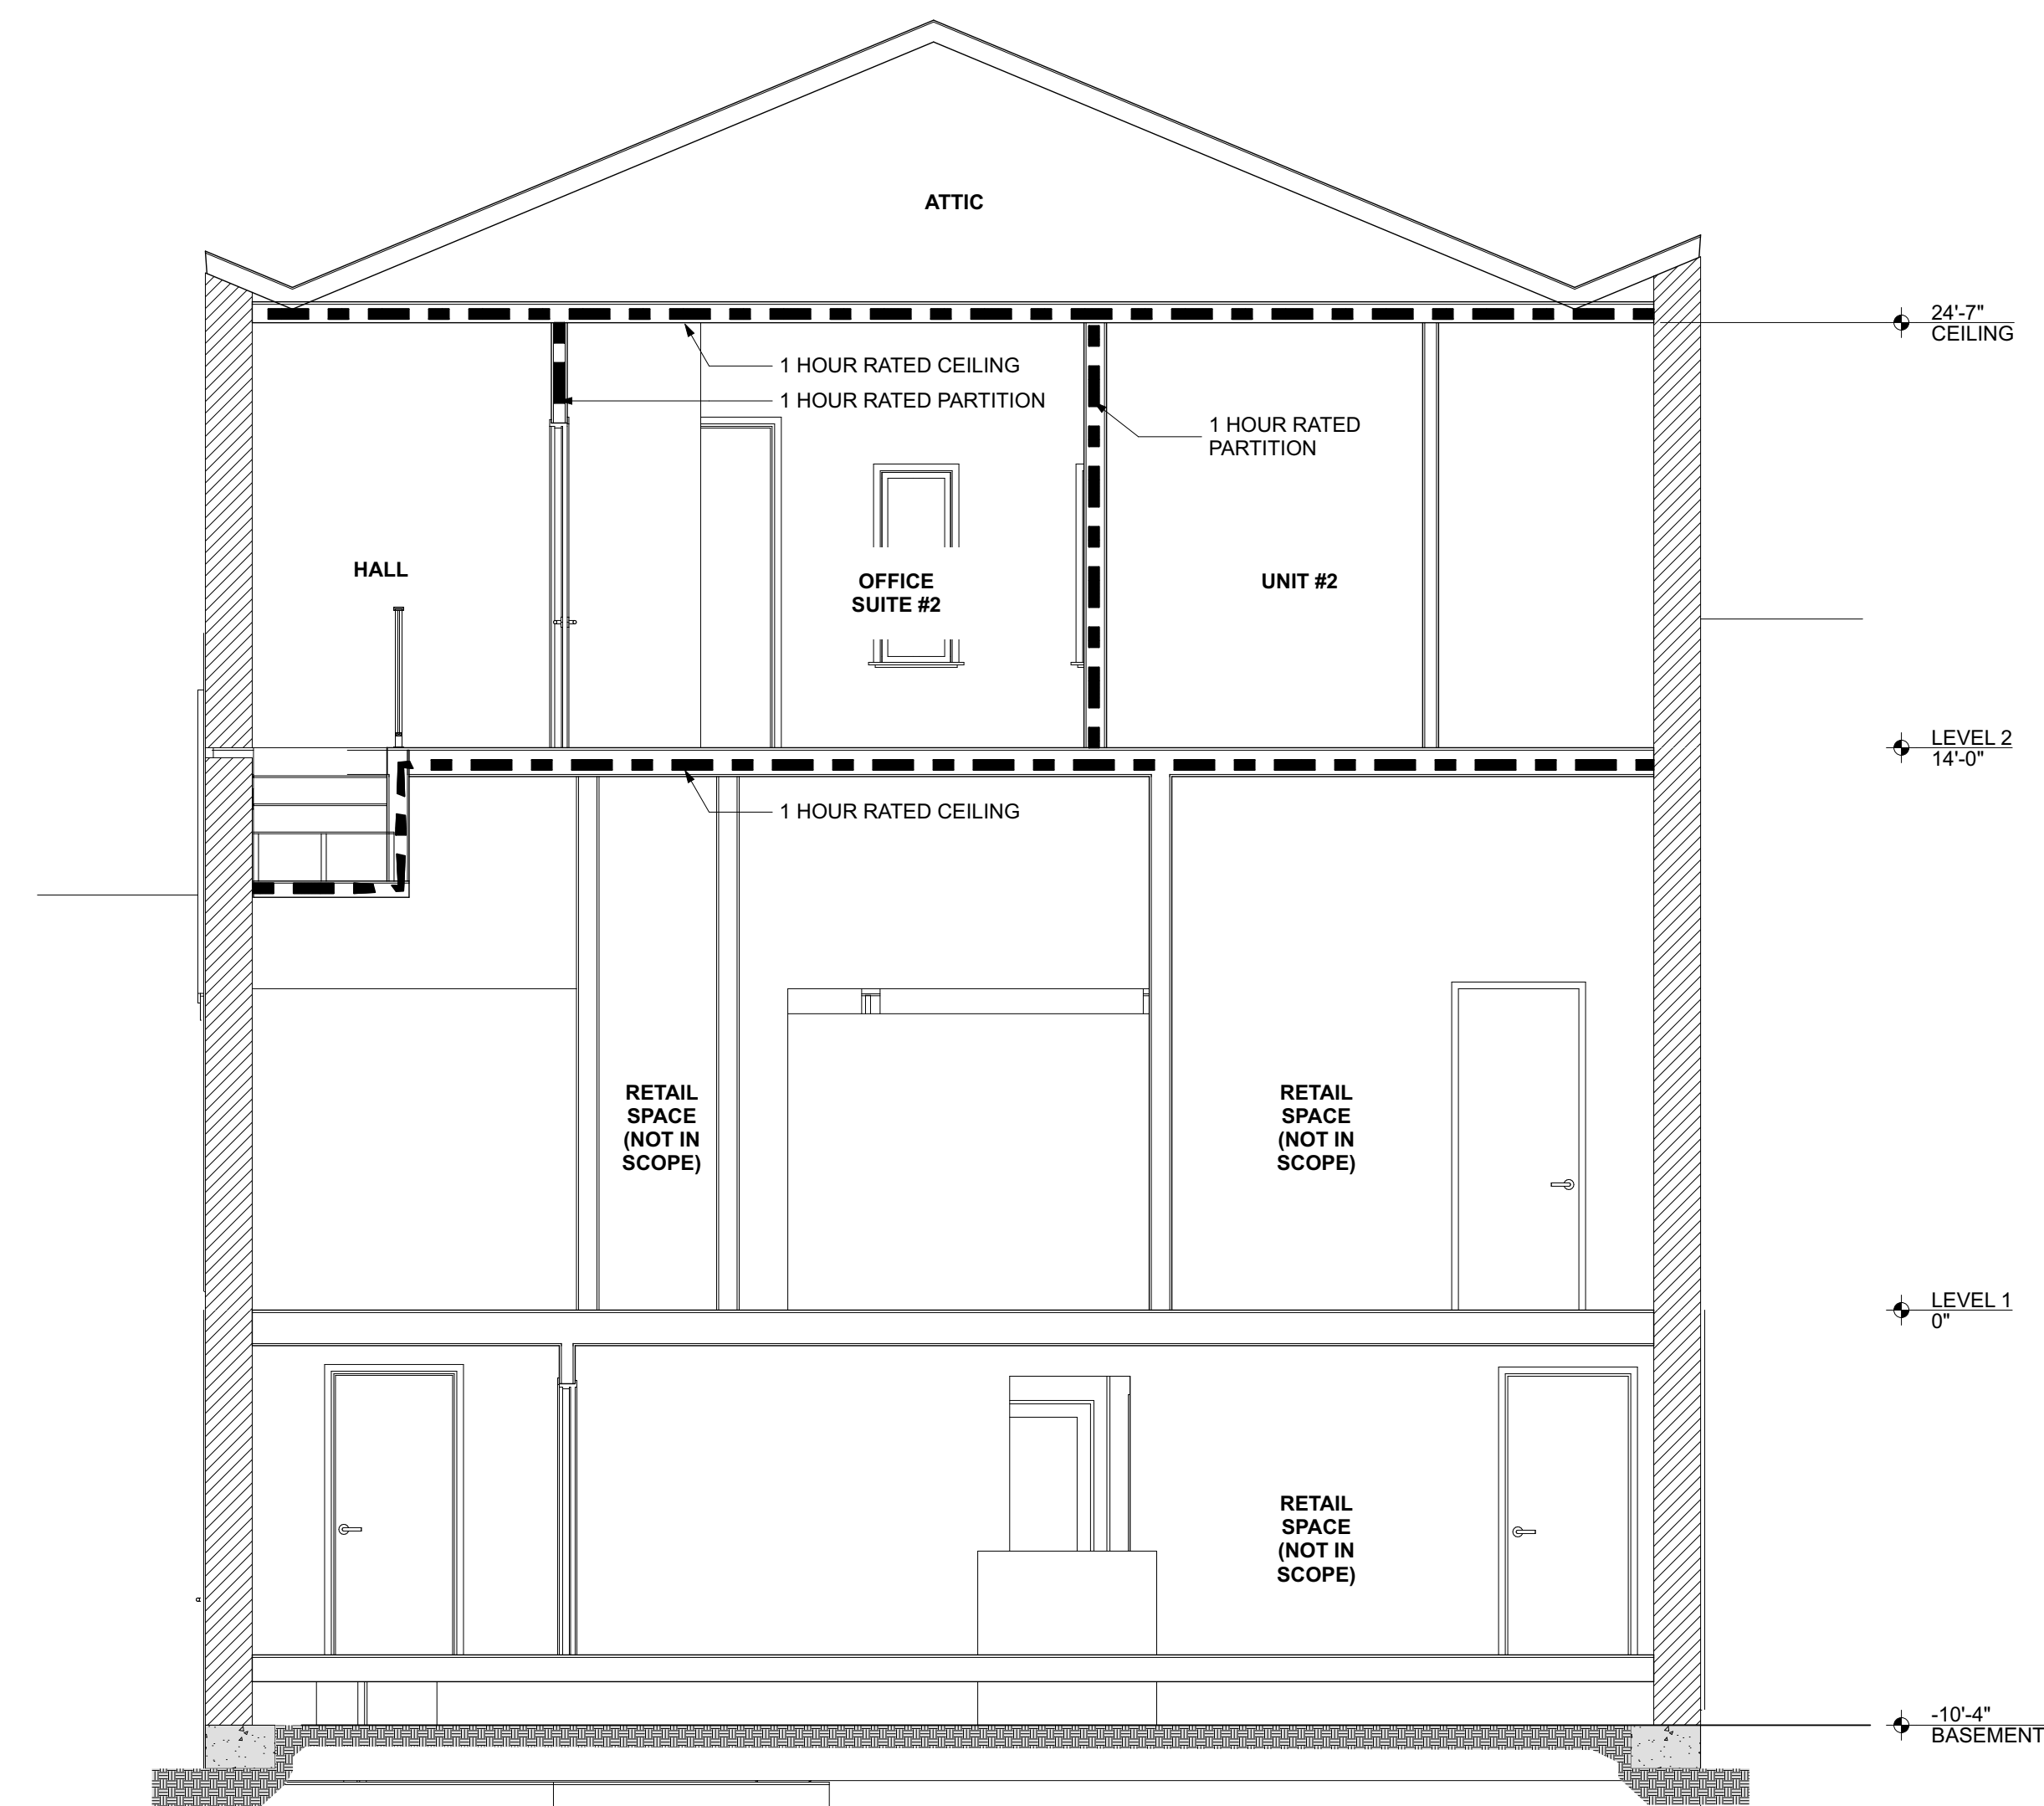 ATTIC
24'-7"
CEILING
1 HOUR RATED CEILING
1 HOUR RATED PARTITION
1 HOUR RATED
PARTITION
HALL
OFFICE
SUITE #2
UNIT #2
LEVEL 2
14'-0"
1 HOUR RATED CEILING
RETAIL
SPACE
(NOT IN
SCOPE)
RETAIL
SPACE
(NOT IN
SCOPE)
LEVEL 1
0"
RETAIL
SPACE
(NOT IN
SCOPE)
-10'-4"
BASEMENT